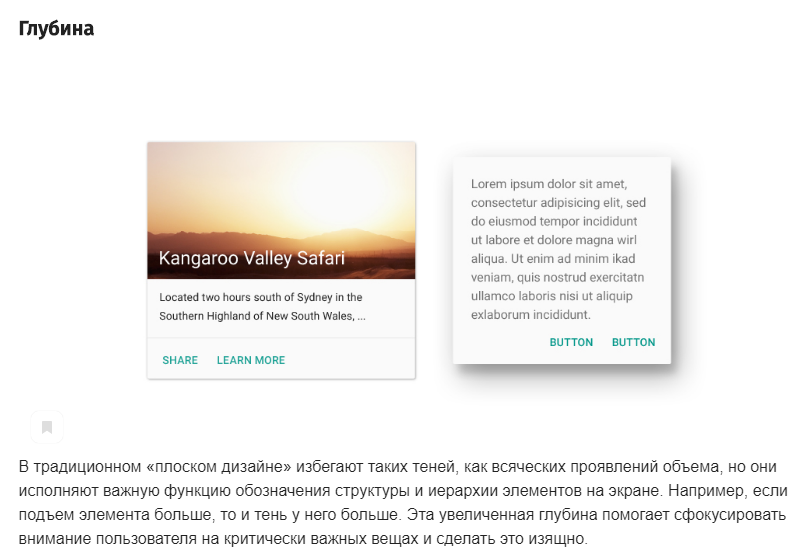 Глубина
Kangaroo Valley Safari
Located two hours south of Sydney in the
Southern Highland of New South Wales, ...
SHARE LEARN MORE
Lorem ipsum dolor sit amet,
consectetur adipisicing elit, sed
do eiusmod tempor incididunt
ut labore et dolore magna wirl
aliqua. Ut enim ad minim ikad
veniam, quis nostrud exercitatn
ullamco laboris nisi ut aliquip
exlaborum incididunt.
BUTTON BUTTON
В традиционном «плоском дизайне» избегают таких теней, как всяческих проявлений объема, но они
исполняют важную функцию обозначения структуры и иерархии элементов на экране. Например, если
подъем элемента больше, то и тень у него больше. Эта увеличенная глубина помогает сфокусировать
внимание пользователя на критически важных вещах и сделать это изящно.